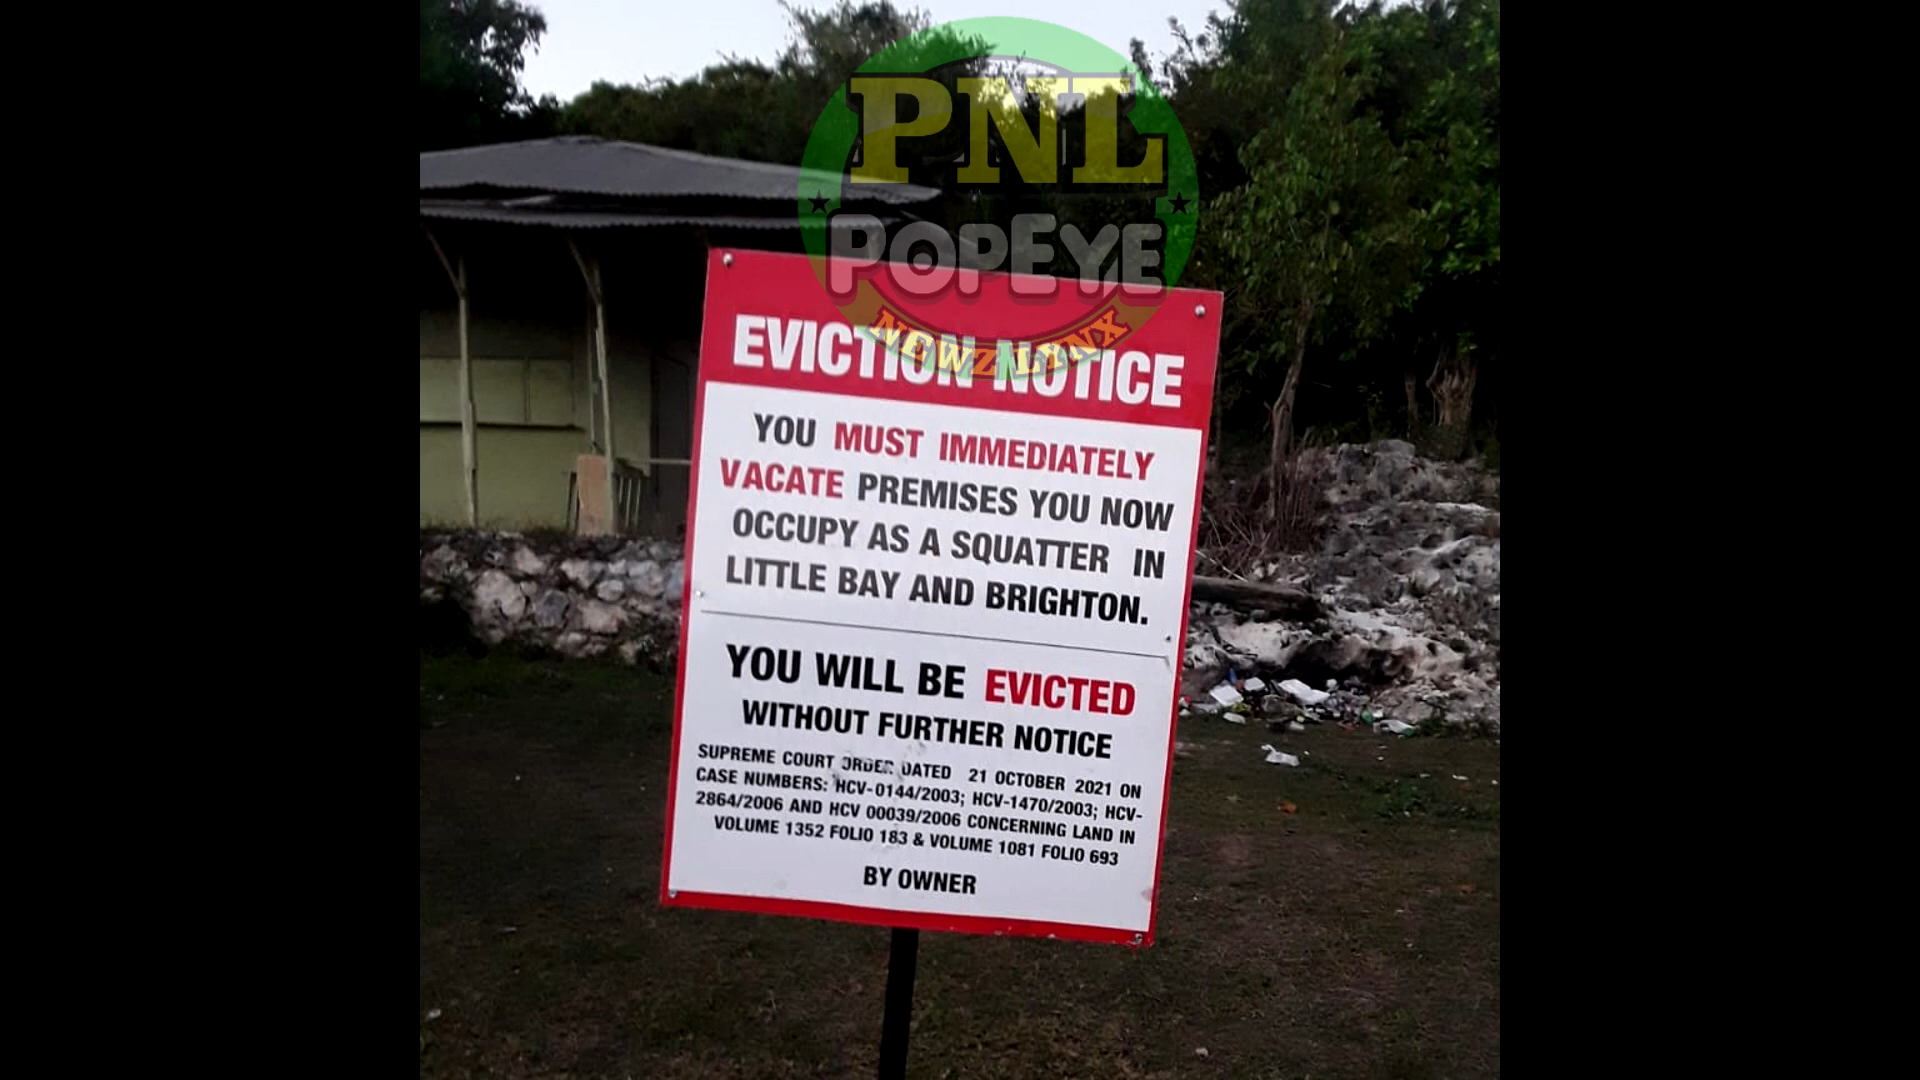 PNL
POPEYE
NEWZ LYNX
EVICTION NOTICE
YOU MUST IMMEDIATELY
VACATE PREMISES YOU NOW
OCCUPY AS A SQUATTER IN
LITTLE BAY AND BRIGHTON.
YOU WILL BE EVICTED
WITHOUT FURTHER NOTICE
SUPREME COURT ORDER DATED 21 OCTOBER 2021 ON
CASE NUMBERS: HCV-0144/2003; HCV-1470/2003; HCV-
2864/2006 AND HCV 00039/2006 CONCERNING LAND IN
VOLUME 1352 FOLIO 183 & VOLUME 1081 FOLIO 693
BY OWNER